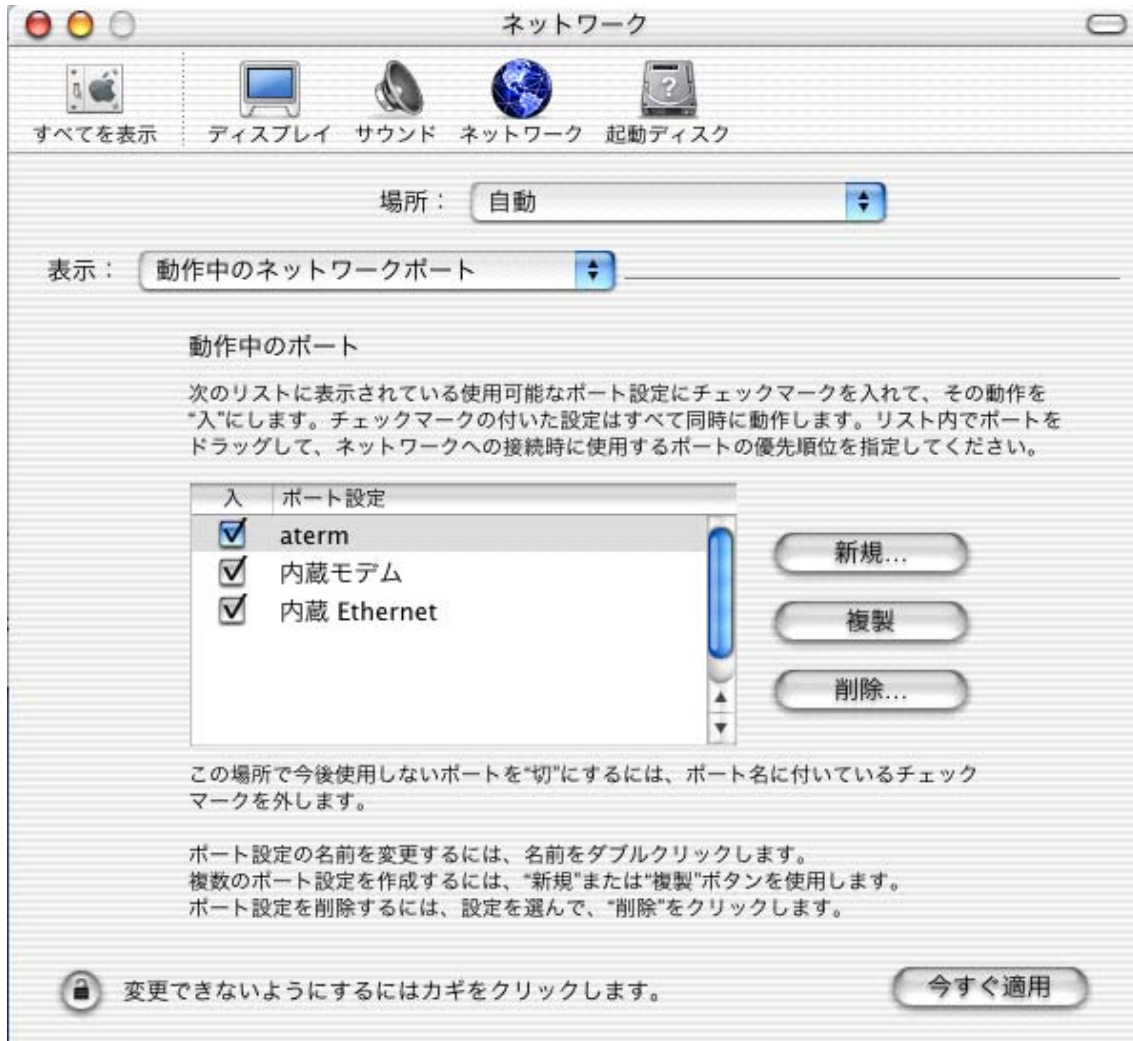 ネットワーク
すべてを表示 ディスプレイ サウンド ネットワーク 起動ディスク
場所： 自動
表示： 動作中のネットワークポート
動作中のポート
次のリストに表示されている使用可能なポート設定にチェックマークを入れて、その動作を
“入”にします。チェックマークの付いた設定はすべて同時に動作します。リスト内でポートを
ドラッグして、ネットワークへの接続時に使用するポートの優先順位を指定してください。
入 ポート設定
aterm
内蔵モデム
内蔵 Ethernet
新規...
複製
削除...
この場所で今後使用しないポートを“切”にするには、ポート名に付いているチェック
マークを外します。
ポート設定の名前を変更するには、名前をダブルクリックします。
複数のポート設定を作成するには、“新規”または“複製”ボタンを使用します。
ポート設定を削除するには、設定を選んで、“削除”をクリックします。
変更できないようにするにはカギをクリックします。
今すぐ適用